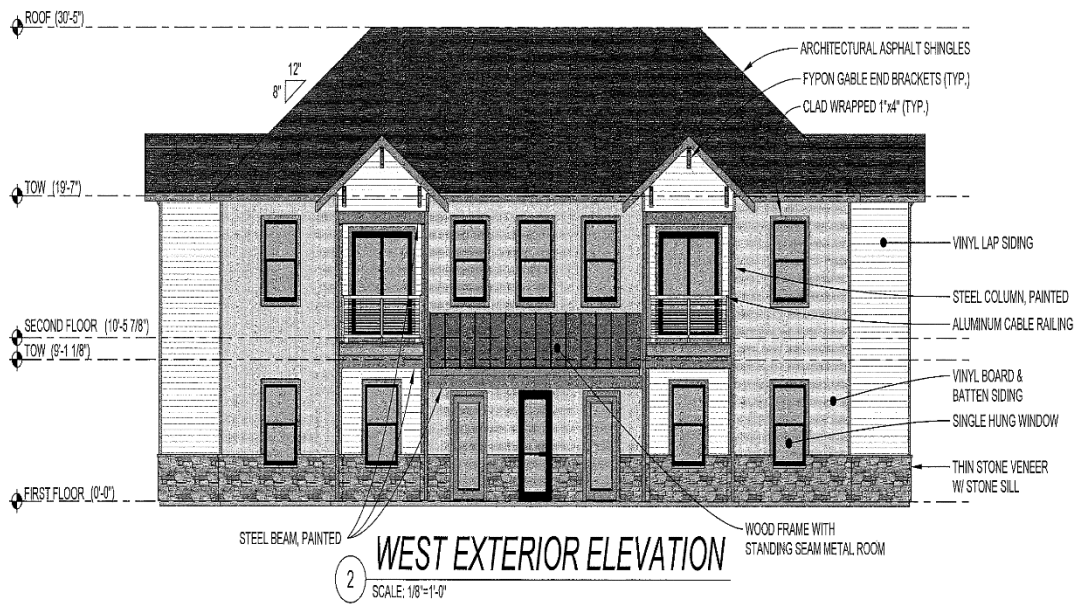 ROOF (30'-5")
ARCHITECTURAL ASPHALT SHINGLES
12"
8"
FYPON GABLE END BRACKETS (TYP.)
CLAD WRAPPED 1"x4" (TYP.)
TOW (19'-7")
VINYL LAP SIDING
STEEL COLUMN, PAINTED
SECOND FLOOR (10'-5 7/8")
ALUMINUM CABLE RAILING
TOW (9'-1 1/8")
VINYL BOARD &
BATTEN SIDING
SINGLE HUNG WINDOW
THIN STONE VENEER
W/ STONE SILL
FIRST FLOOR (0'-0")
STEEL BEAM, PAINTED
WOOD FRAME WITH
STANDING SEAM METAL ROOM
2
WEST EXTERIOR ELEVATION
SCALE: 1/8"=1'-0"